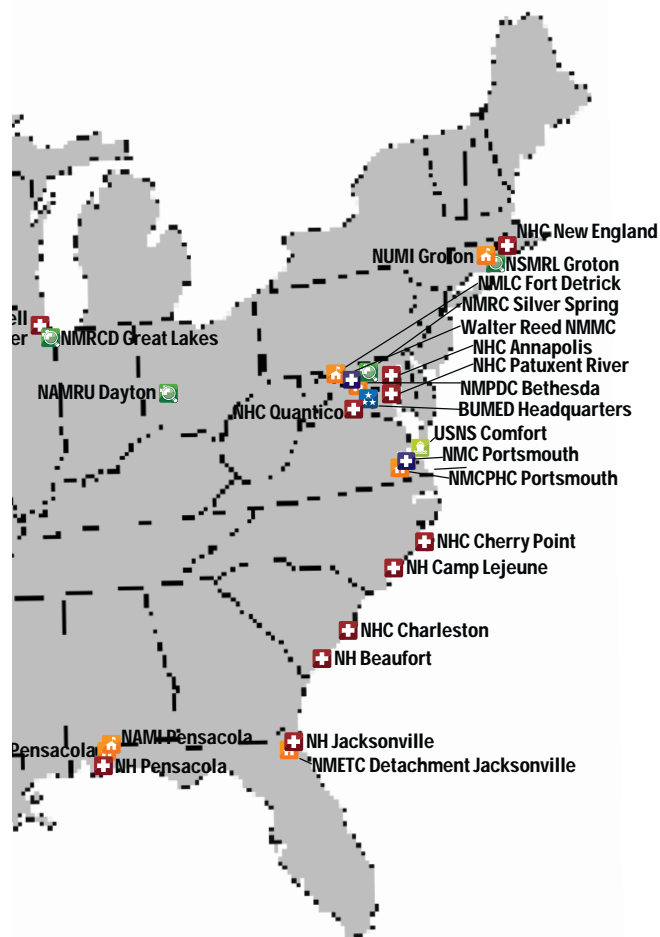 NHC New England
NUMI Groton
NSMRL Groton
NMLC Fort Detrick
NMRC Silver Spring
ell
Walter Reed NMMC
er
NMRCD Great Lakes
NHC Annapolis
NHC Patuxent River
NAMRU Dayton
NMPDC Bethesda
NHC Quantico
BUMED Headquarters
USNS Comfort
NMC Portsmouth
NMCPHC Portsmouth
NHC Cherry Point
NH Camp Lejeune
NHC Charleston
NH Beaufort
NAMI Pensacola
NH Jacksonville
Pensacola
NH Pensacola
NMETC Detachment Jacksonville